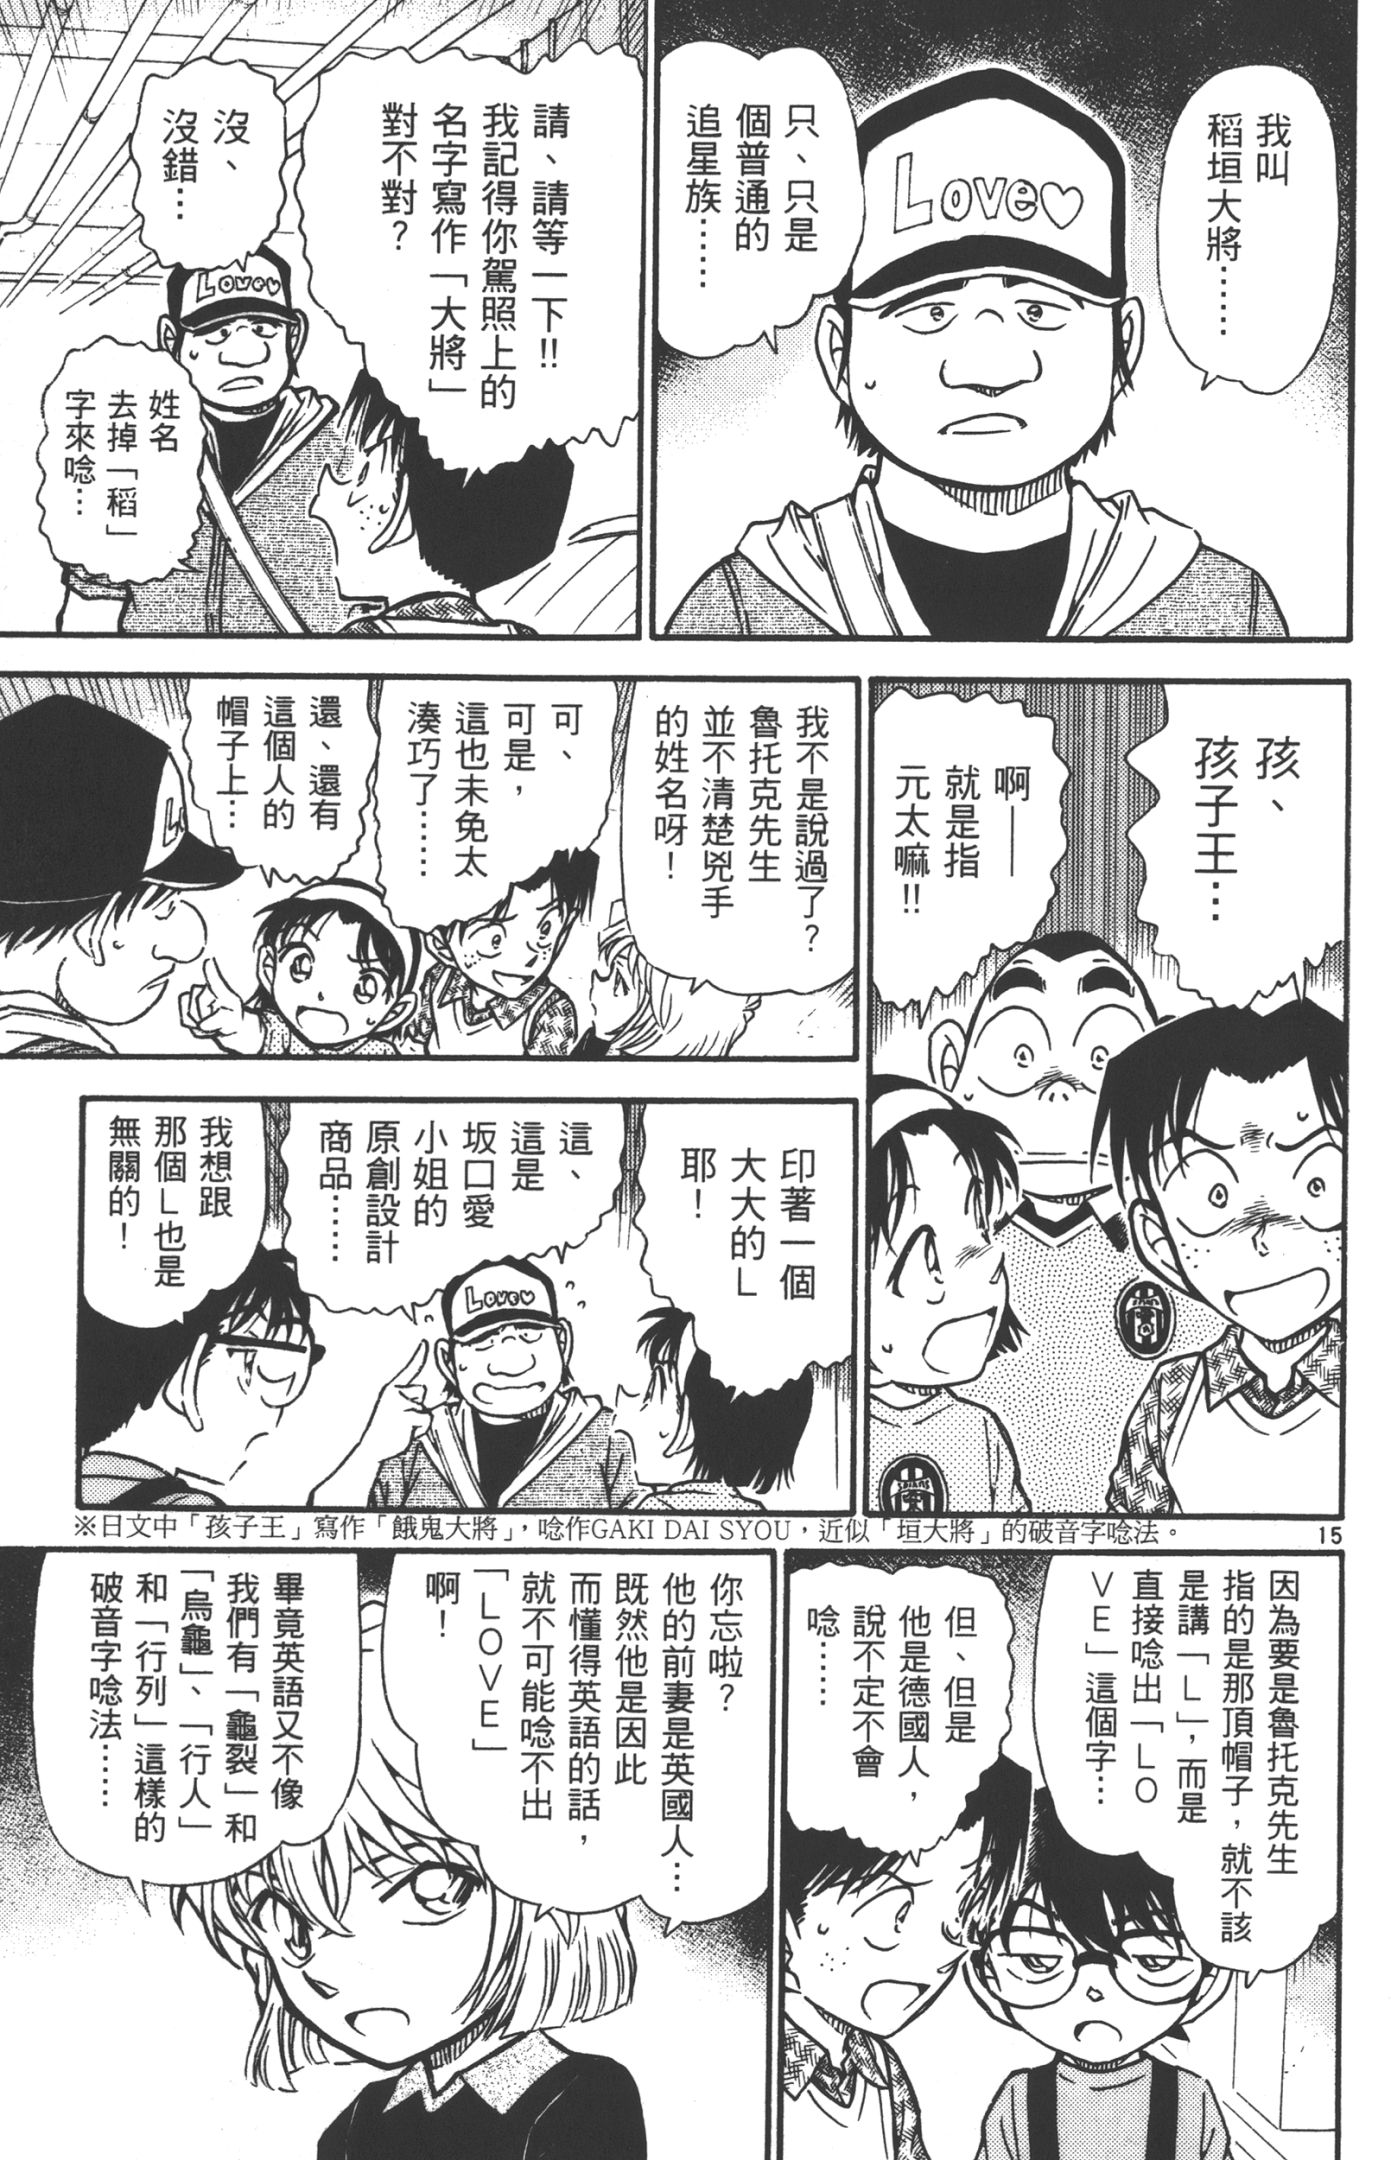 我叫
稻垣大將……
Love♡
只、只是
個普通的
追星族……
請、請等一下!!
我記得你駕照上的
名字寫作「大將」
對不對？
沒、
沒錯…
Love♡
姓名
去掉「稻」
字來唸…
孩、
孩子王…
啊——
就是指
元太嘛!!
我不是說過了？
魯托克先生
並不清楚兇手
的姓名呀！
可、
可是，
這也未免太
湊巧了……
還、還有
這個人的
帽子上…
L
印著一個
大大的L
耶！
這、
這是
坂口愛
小姐的
原創設計
商品……
Love♡
我想跟
那個L也是
無關的！
※日文中「孩子王」寫作「餓鬼大將」，唸作GAKI DAI SYOU，近似「垣大將」的破音字唸法。
15
因為要是魯托克先生
指的是那頂帽子，就不該
是講「L」，而是
直接唸出「LO
VE」這個字…
但、但是
他是德國人，
說不定不會
唸……
你忘啦？
他的前妻是英國人…
既然他是因此
而懂得英語的話，
就不可能唸不出
「LOVE」
啊！
畢竟英語又不像
我們有「龜裂」和
「烏龜」、「行人」
和「行列」這樣的
破音字唸法……